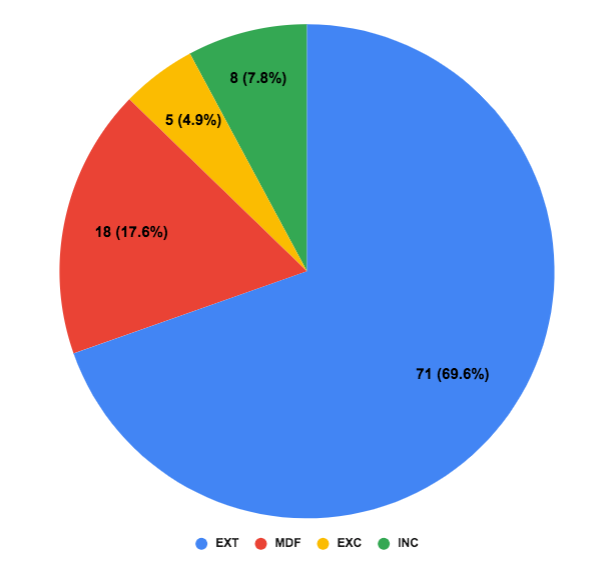 8 (7.8%)
5 (4.9%)
18 (17.6%)
71 (69.6%)
EXT MDF EXC INC